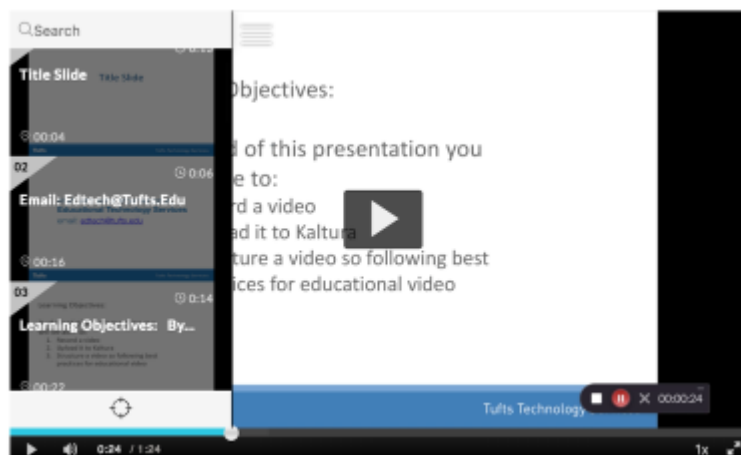 Search
Title Slide
Title Slide
00:04
02
0:06
Email: Edtech@Tufts.Edu
Educational Technology Services
email: edtech@tufts.edu
00:16
03
0:14
Learning Objectives:
Learning Objectives: By...
1. Record a video
2. Upload it to Kaltura
3. Structure a video so following best
practices for educational video
00:22
Objectives:
d of this presentation you
e to:
rd a video
ad it to Kaltura
ture a video so following best
ices for educational video
Tufts Technology
00:00:24
0:24 / 1:24
1x